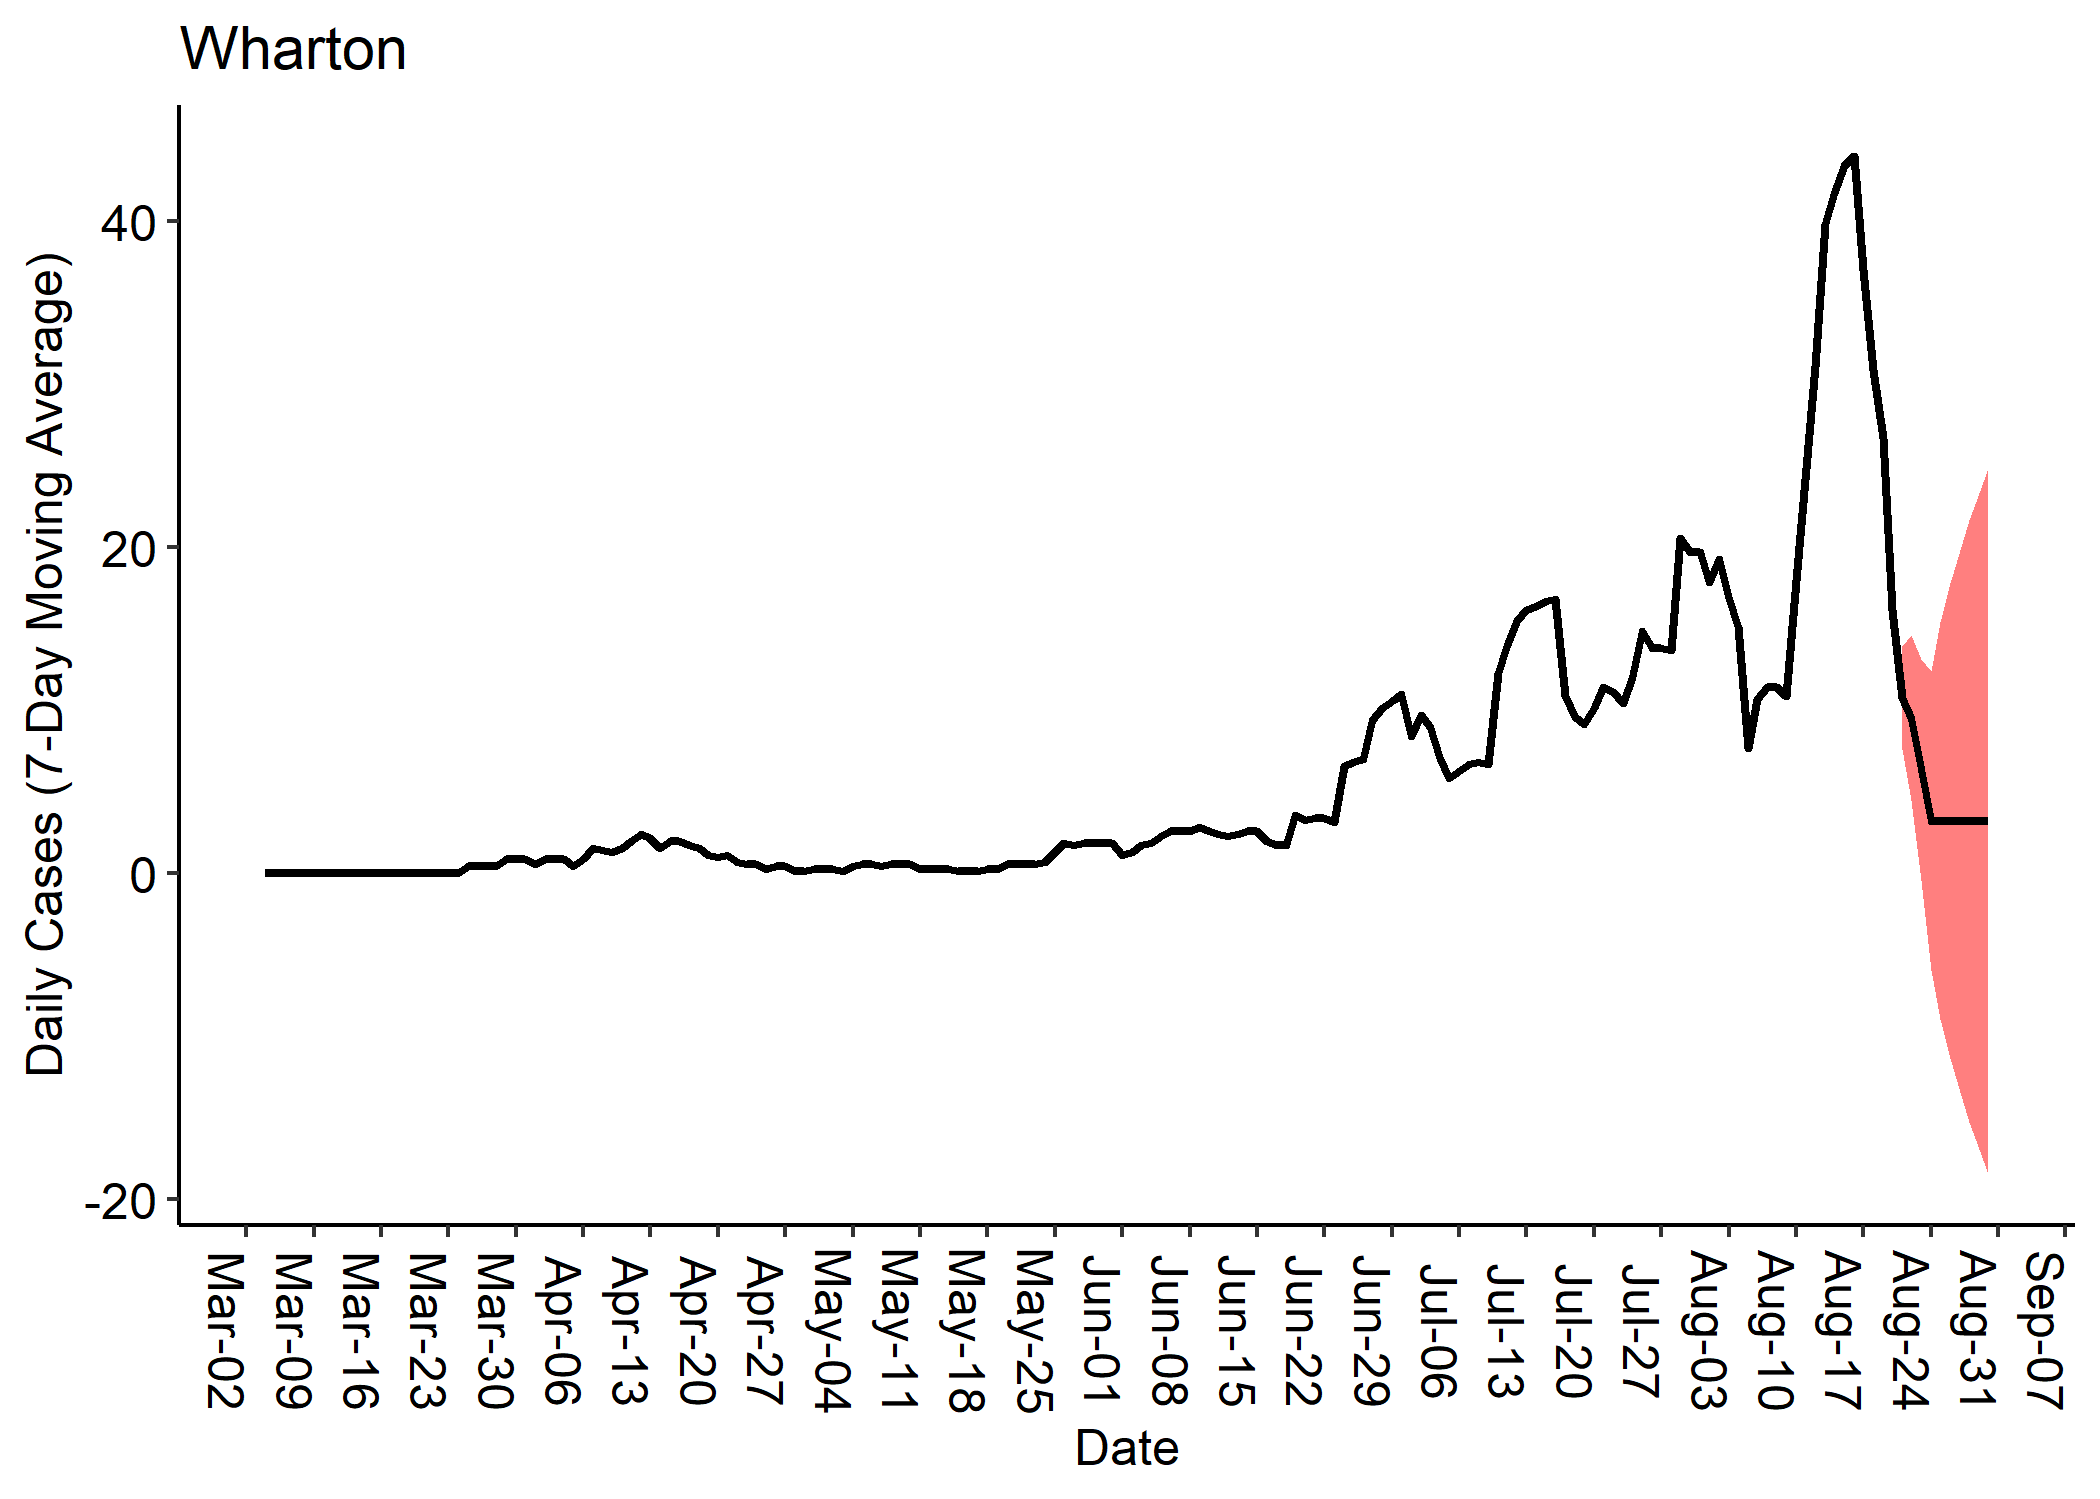 Wharton
Daily Cases (7-Day Moving Average)
40
20
0
-20
Mar-02
Mar-09
Mar-16
Mar-23
Mar-30
Apr-06
Apr-13
Apr-20
Apr-27
May-04
May-11
May-18
May-25
Jun-01
Jun-08
Jun-15
Jun-22
Jun-29
Jul-06
Jul-13
Jul-20
Jul-27
Aug-03
Aug-10
Aug-17
Aug-24
Aug-31
Sep-07
Date